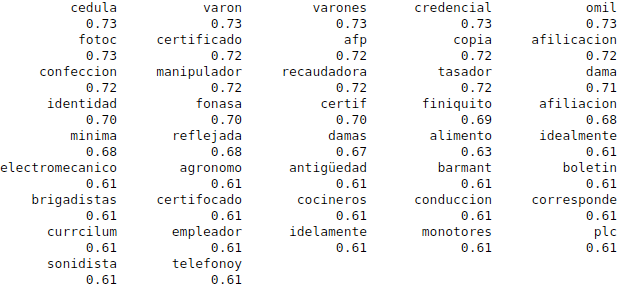 cedula varon varones credencial omil
0.73 0.73 0.73 0.73 0.73
fotoc certificado afp copia afilicacion
0.73 0.72 0.72 0.72 0.72
confeccion manipulador recaudadora tasador dama
0.72 0.72 0.72 0.72 0.71
identidad fonasa certif finiquito afiliacion
0.70 0.70 0.70 0.69 0.68
minima reflejada damas alimento idealmente
0.68 0.68 0.67 0.63 0.61
electromecanico agronomo antigüedad barmant boletin
0.61 0.61 0.61 0.61 0.61
brigadistas certifocado cocineros conduccion corresponde
0.61 0.61 0.61 0.61 0.61
currcilum empleador idelamente monotores plc
0.61 0.61 0.61 0.61 0.61
sonidista telefonoy
0.61 0.61